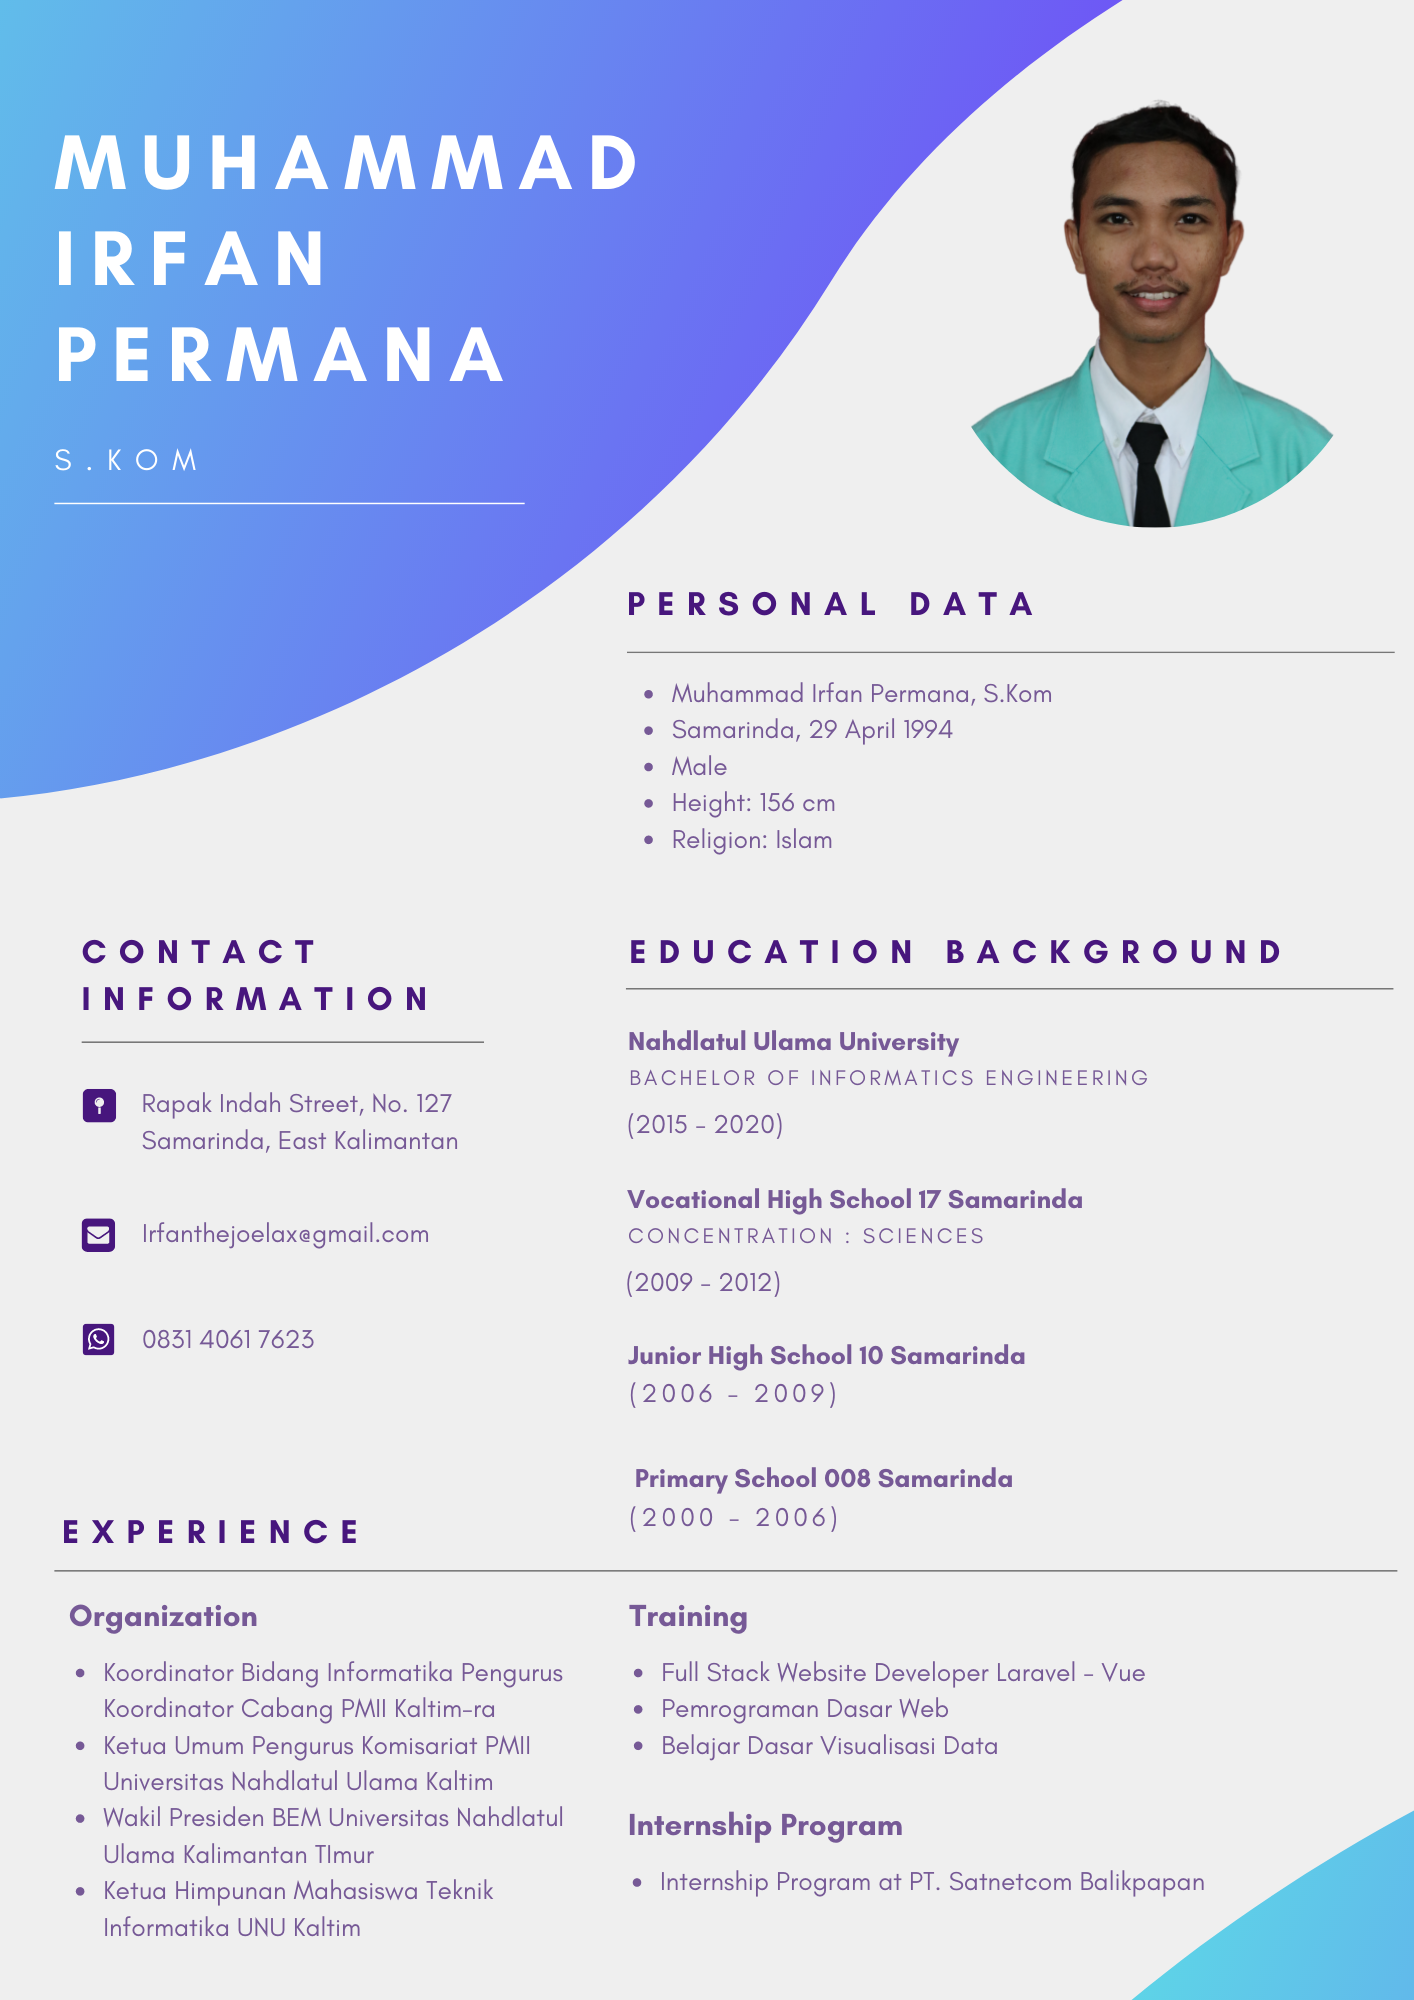 MUHAMMAD
IRFAN
PERMANA
S.KOM
PERSONAL DATA
• Muhammad Irfan Permana, S.Kom
• Samarinda, 29 April 1994
• Male
• Height: 156 cm
• Religion: Islam
CONTACT
INFORMATION
Rapak Indah Street, No. 127
Samarinda, East Kalimantan
Irfanthejoelax@gmail.com
0831 4061 7623
EDUCATION BACKGROUND
Nahdlatul Ulama University
BACHELOR OF INFORMATICS ENGINEERING
(2015 - 2020)
Vocational High School 17 Samarinda
CONCENTRATION : SCIENCES
(2009 - 2012)
Junior High School 10 Samarinda
(2006 - 2009)
Primary School 008 Samarinda
(2000 - 2006)
EXPERIENCE
Organization
• Koordinator Bidang Informatika Pengurus
Koordinator Cabang PMII Kaltim-ra
• Ketua Umum Pengurus Komisariat PMII
Universitas Nahdlatul Ulama Kaltim
• Wakil Presiden BEM Universitas Nahdlatul
Ulama Kalimantan TImur
• Ketua Himpunan Mahasiswa Teknik
Informatika UNU Kaltim
Training
• Full Stack Website Developer Laravel - Vue
• Pemrograman Dasar Web
• Belajar Dasar Visualisasi Data
Internship Program
• Internship Program at PT. Satnetcom Balikpapan